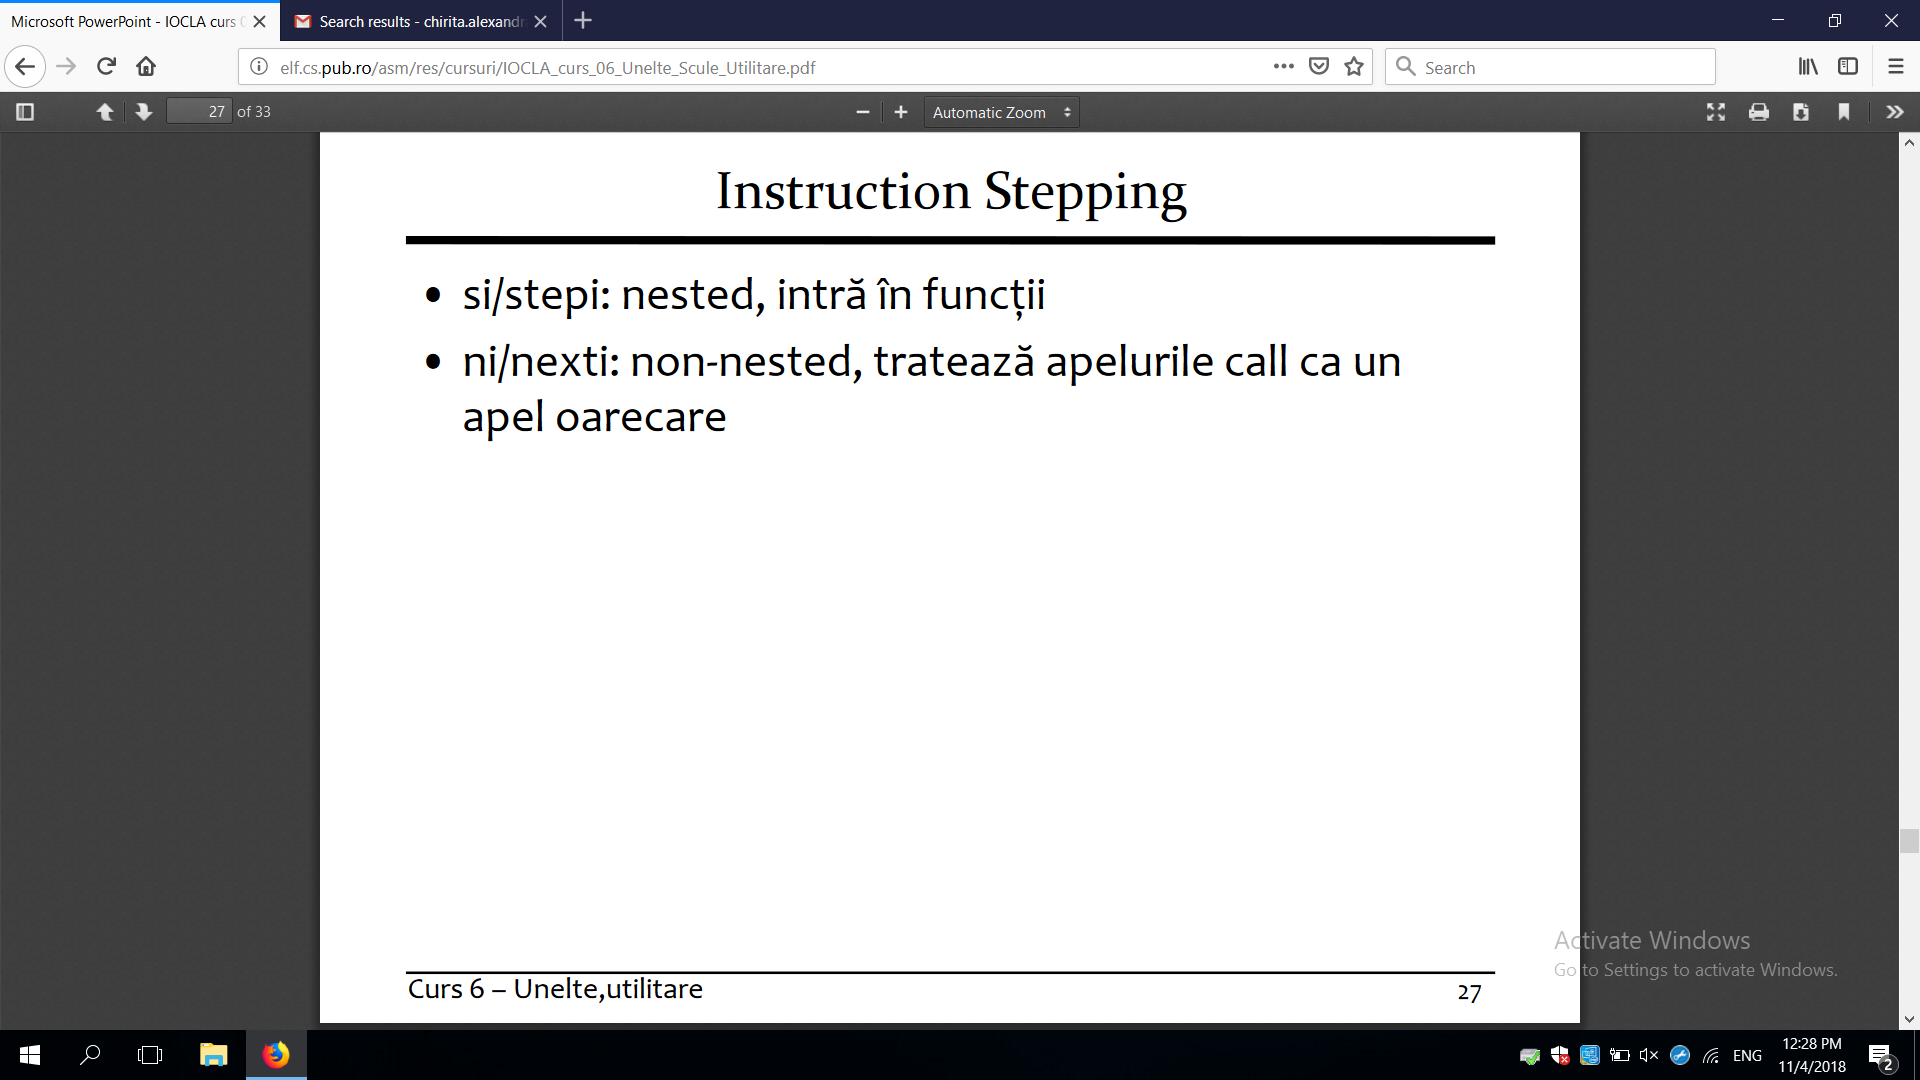 Microsoft PowerPoint - IOCLA curs
Search results - chirita.alexandr
elf.cs.pub.ro/asm/res/cursuri/IOCLA_curs_06_Unelte_Scule_Utilitare.pdf
Search
27 of 33
Automatic Zoom
Instruction Stepping
• si/stepi: nested, intră în funcții
• ni/nexti: non-nested, tratează apelurile call ca un
apel oarecare
Activate Windows
Go to Settings to activate Windows.
Curs 6 – Unelte,utilitare
27
ENG
12:28 PM
11/4/2018
2